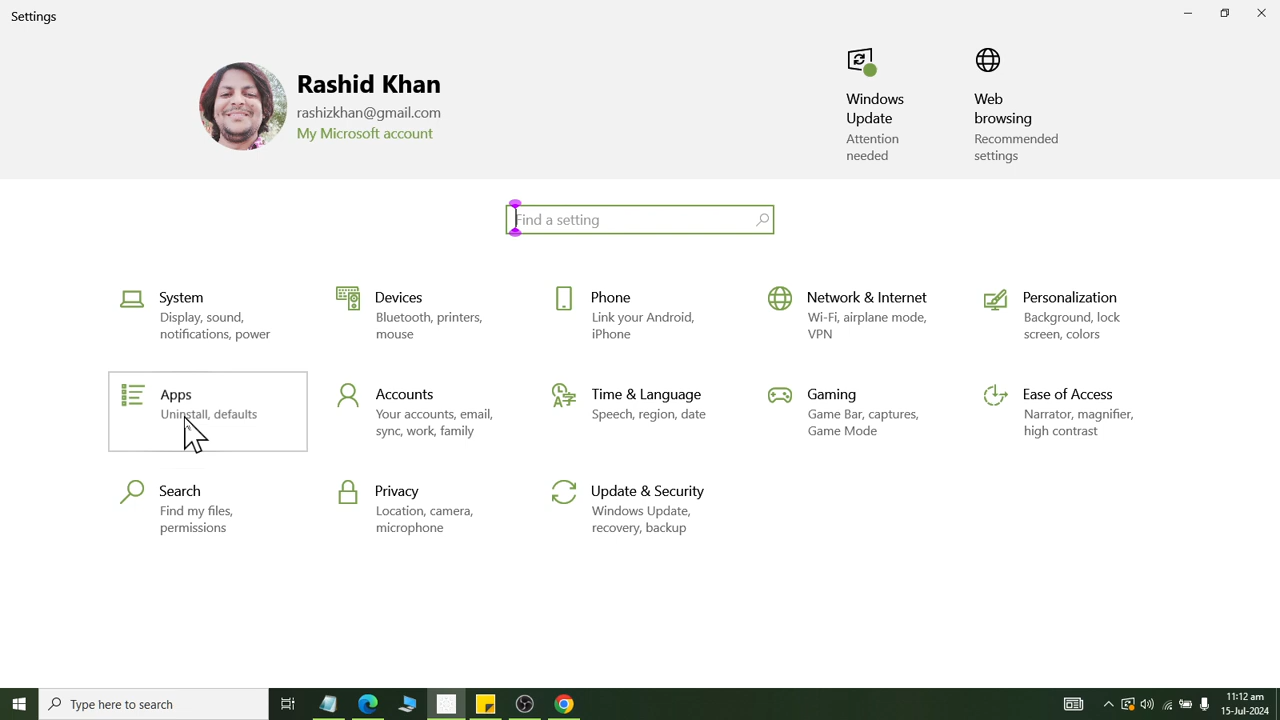 Settings
Rashid Khan
rashizkhan@gmail.com
My Microsoft account
Windows
Update
Attention
needed
Web
browsing
Recommended
settings
Find a setting
System
Display, sound,
notifications, power
Devices
Bluetooth, printers,
mouse
Phone
Link your Android,
iPhone
Network & Internet
Wi-Fi, airplane mode,
VPN
Personalization
Background, lock
screen, colors
Apps
Uninstall, defaults
Accounts
Your accounts, email,
sync, work, family
Time & Language
Speech, region, date
Gaming
Game Bar, captures,
Game Mode
Ease of Access
Narrator, magnifier,
high contrast
Search
Find my files,
permissions
Privacy
Location, camera,
microphone
Update & Security
Windows Update,
recovery, backup
Type here to search
11:12 am
15-Jul-2024